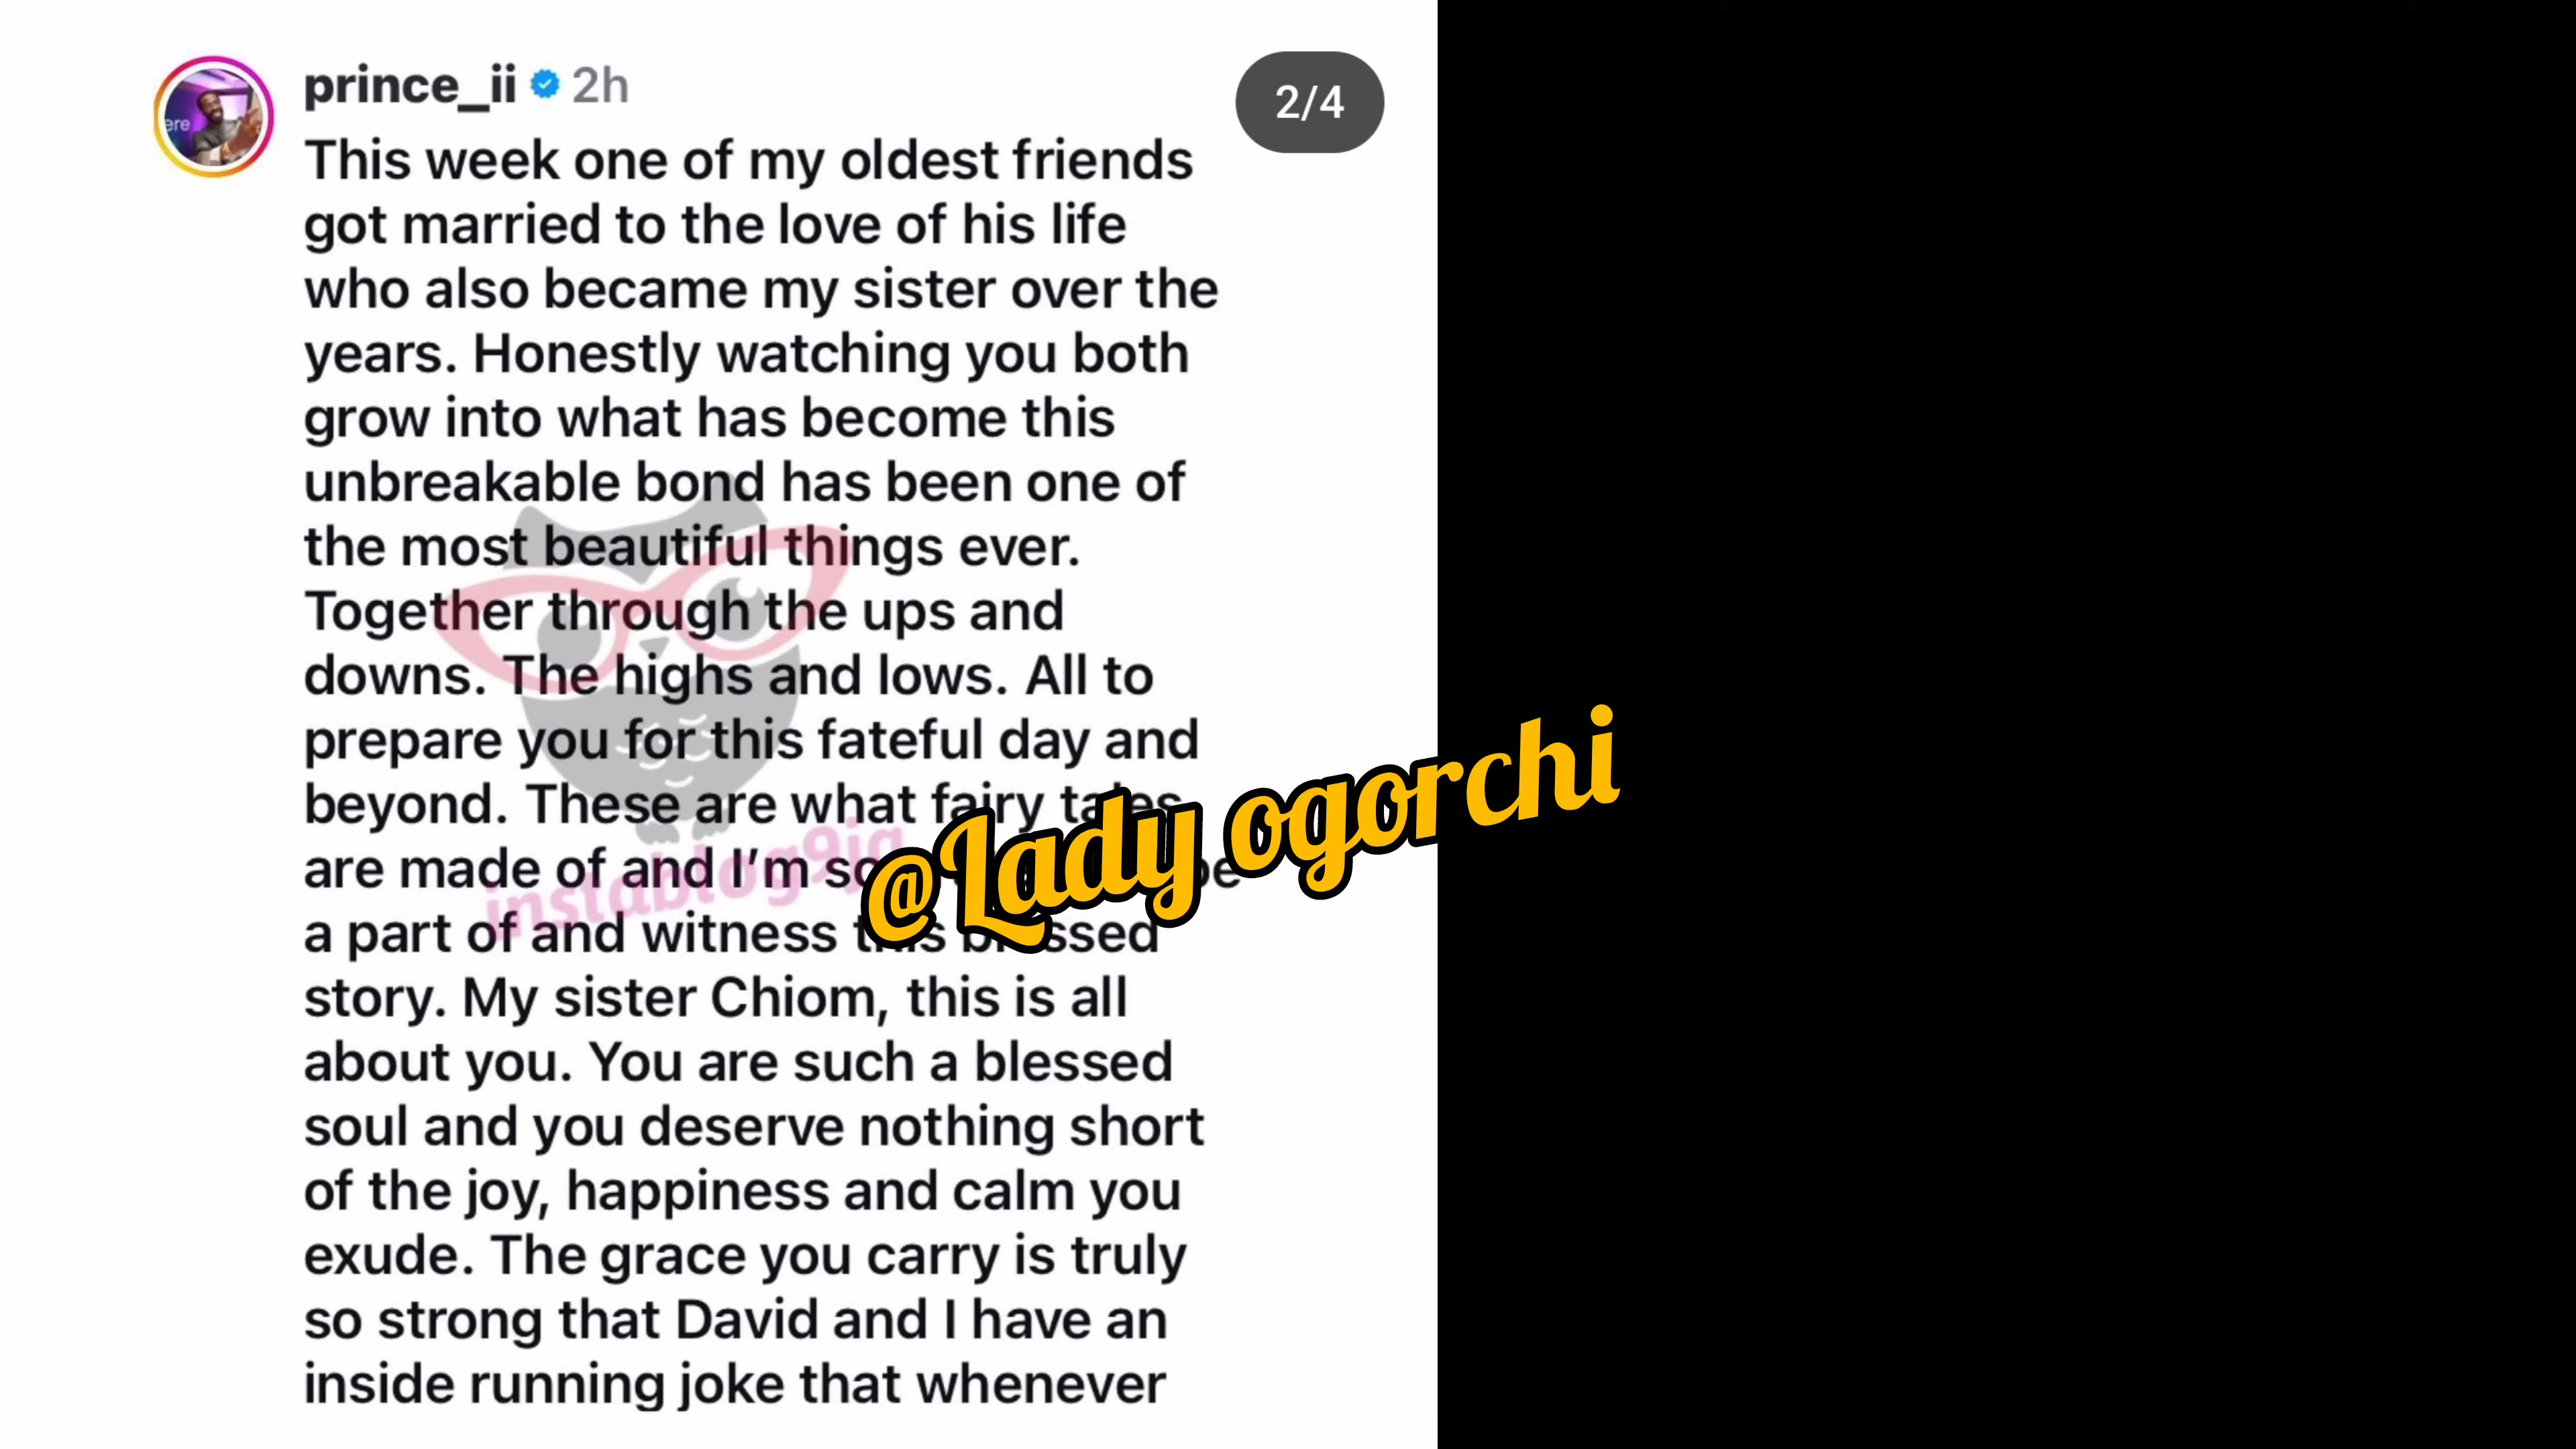 prince_ii 2h
2/4
This week one of my oldest friends
got married to the love of his life
who also became my sister over the
years. Honestly watching you both
grow into what has become this
unbreakable bond has been one of
the most beautiful things ever.
Together through the ups and
downs. The highs and lows. All to
prepare you for this fateful day and
beyond. These are what fairy tales
are made of and I’m
a part of and witness this blessed
story. My sister Chiom, this is all
about you. You are such a blessed
soul and you deserve nothing short
of the joy, happiness and calm you
exude. The grace you carry is truly
so strong that David and I have an
inside running joke that whenever
ere
instablog9ja
@Lady ogorchi